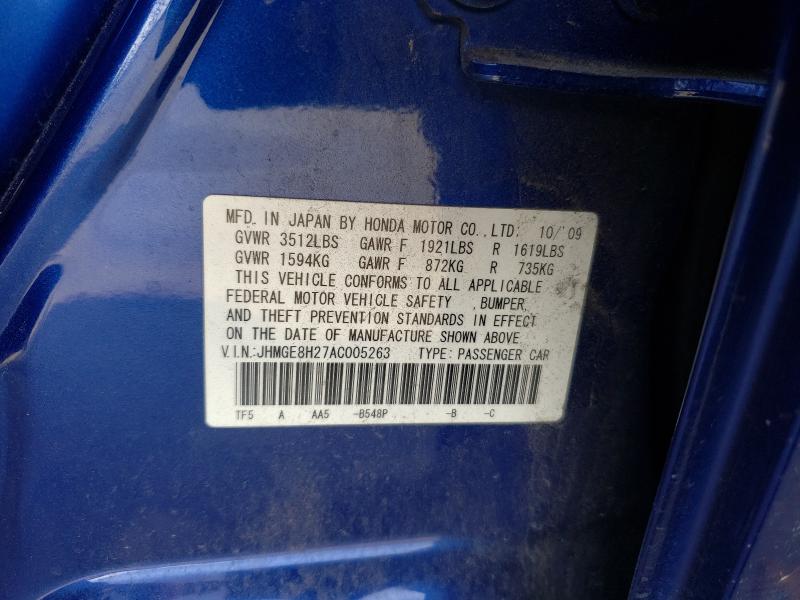 MFD. IN JAPAN BY HONDA MOTOR CO.,LTD: 10/'09
GVWR 3512LBS GAWR F 1921LBS R 1619LBS
GVWR 1594KG GAWR F 872KG R 735KG
THIS VEHICLE CONFORMS TO ALL APPLICABLE
FEDERAL MOTOR VEHICLE SAFETY ,BUMPER,
AND THEFT PREVENTION STANDARDS IN EFFECT
ON THE DATE OF MANUFACTURE SHOWN ABOVE
V.I.N.:JHMGE8H27AC005263 TYPE: PASSENGER CAR
TF5 A AA5 -B548P -B -C